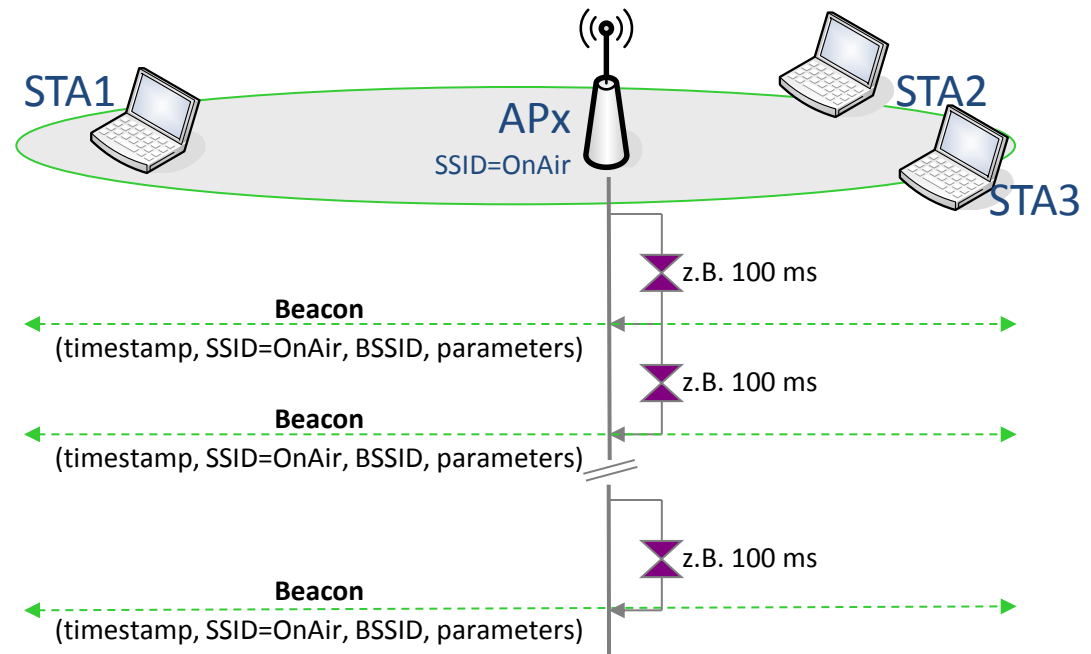 STA1
STA2
APx
SSID=OnAir
STA3
z.B. 100 ms
Beacon
(timestamp, SSID=OnAir, BSSID, parameters)
z.B. 100 ms
Beacon
(timestamp, SSID=OnAir, BSSID, parameters)
z.B. 100 ms
Beacon
(timestamp, SSID=OnAir, BSSID, parameters)